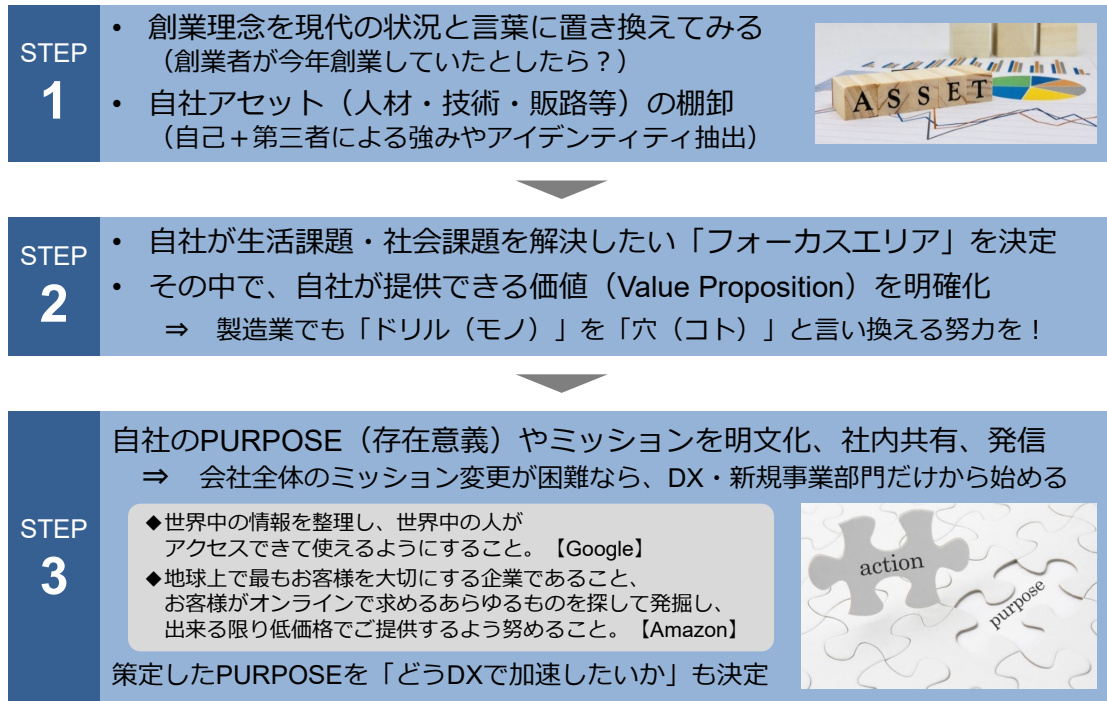 STEP
1
• 創業理念を現代の状況と言葉に置き換えてみる
（創業者が今年創業していたとしたら？）
• 自社アセット（人材・技術・販路等）の棚卸
（自己＋第三者による強みやアイデンティティ抽出）
ASSET
STEP
2
• 自社が生活課題・社会課題を解決したい「フォーカスエリア」を決定
• その中で、自社が提供できる価値（Value Proposition）を明確化
⇒ 製造業でも「ドリル（モノ）」を「穴（コト）」と言い換える努力を！
STEP
3
自社のPURPOSE（存在意義）やミッションを明文化、社内共有、発信
⇒ 会社全体のミッション変更が困難なら、DX・新規事業部門だけから始める
◆世界中の情報を整理し、世界中の人が
アクセスできて使えるようにすること。【Google】
◆地球上で最もお客様を大切にする企業であること、
お客様がオンラインで求めるあらゆるものを探して発掘し、
出来る限り低価格でご提供するよう努めること。【Amazon】
action
purpose
策定したPURPOSEを「どうDXで加速したいか」も決定